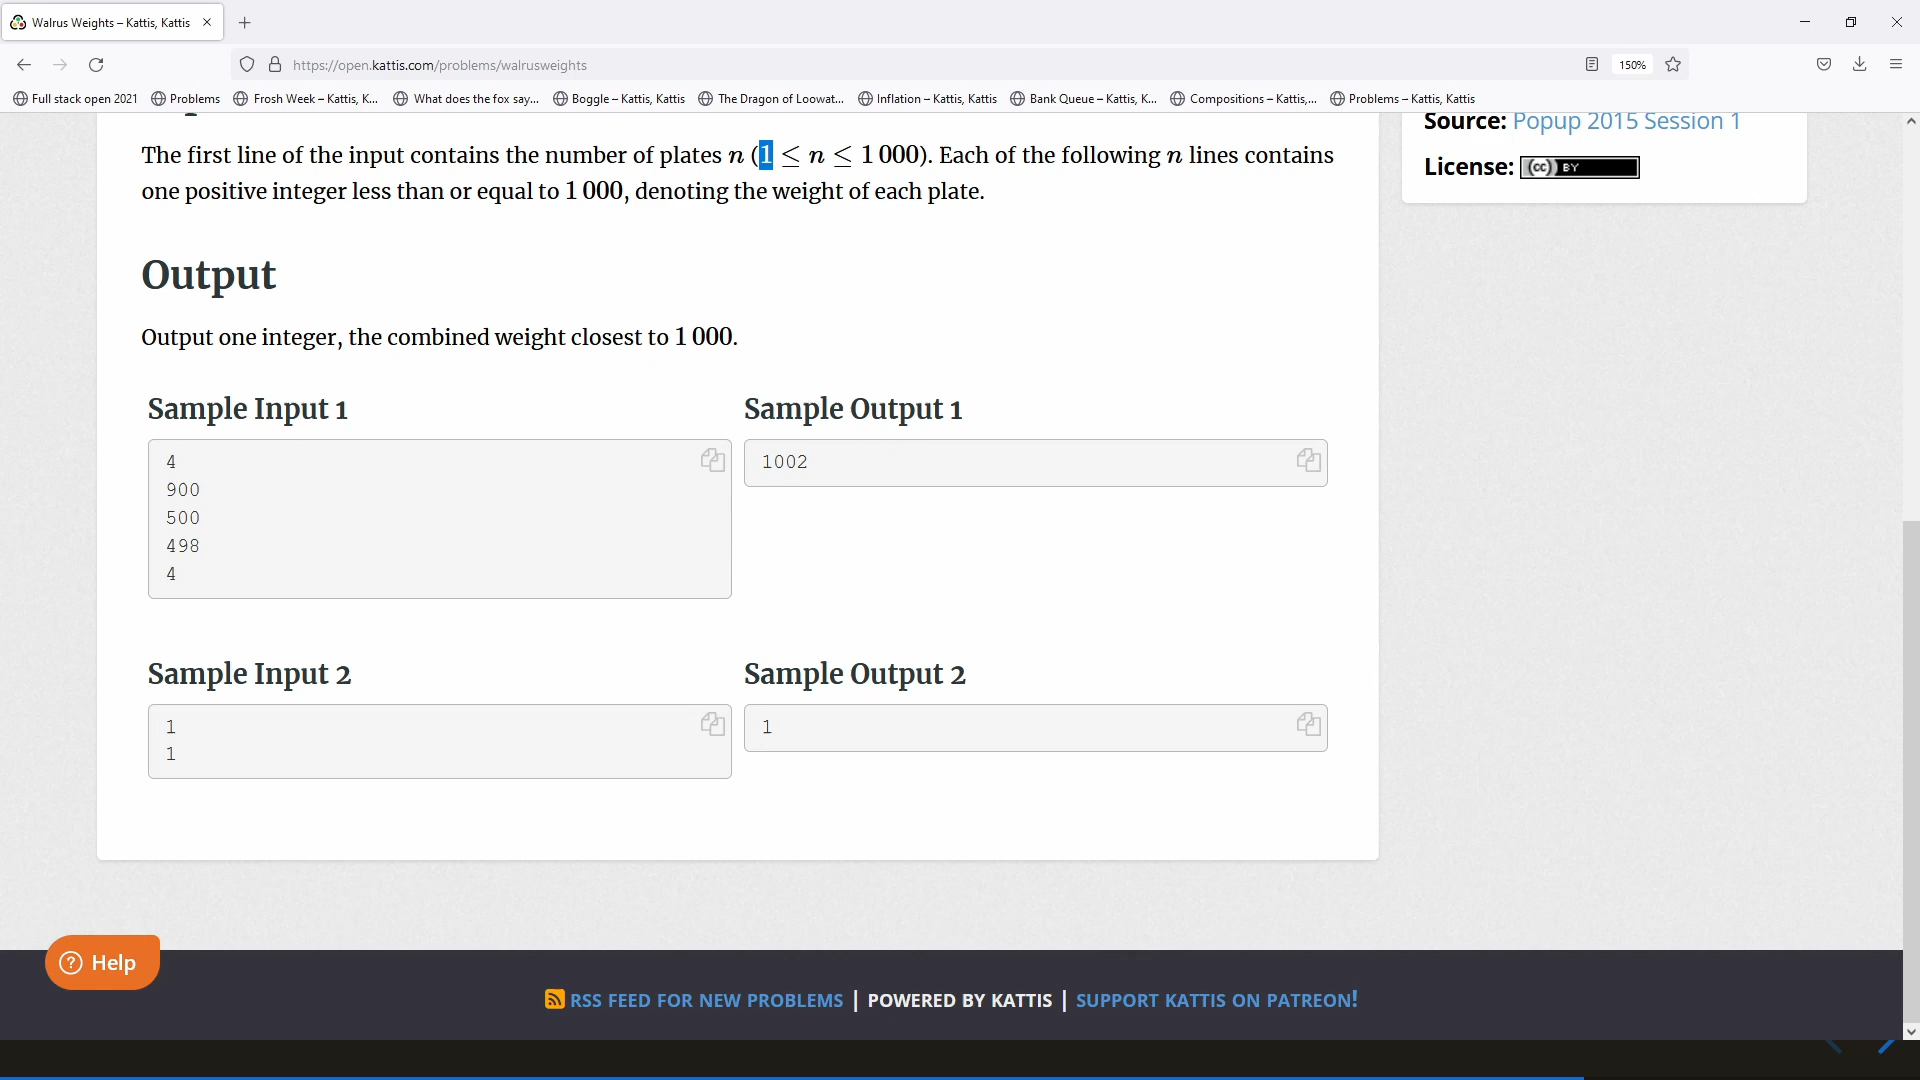 Walrus Weights – Kattis, Kattis
https://open.kattis.com/problems/walrusweights
150%
Full stack open 2021
Problems
Frosh Week – Kattis, K...
What does the fox say...
Boggle – Kattis, Kattis
The Dragon of Loowat...
Inflation – Kattis, Kattis
Bank Queue – Kattis, K...
Compositions – Kattis,...
Problems – Kattis, Kattis
Source: Popup 2015 Session 1
License: (cc) BY
The first line of the input contains the number of plates n (1 ≤ n ≤ 1 000). Each of the following n lines contains
one positive integer less than or equal to 1 000, denoting the weight of each plate.
Output
Output one integer, the combined weight closest to 1 000.
Sample Input 1
Sample Output 1
4
900
500
498
4
1002
Sample Input 2
Sample Output 2
1
1
1
? Help
RSS FEED FOR NEW PROBLEMS | POWERED BY KATTIS | SUPPORT KATTIS ON PATREON!